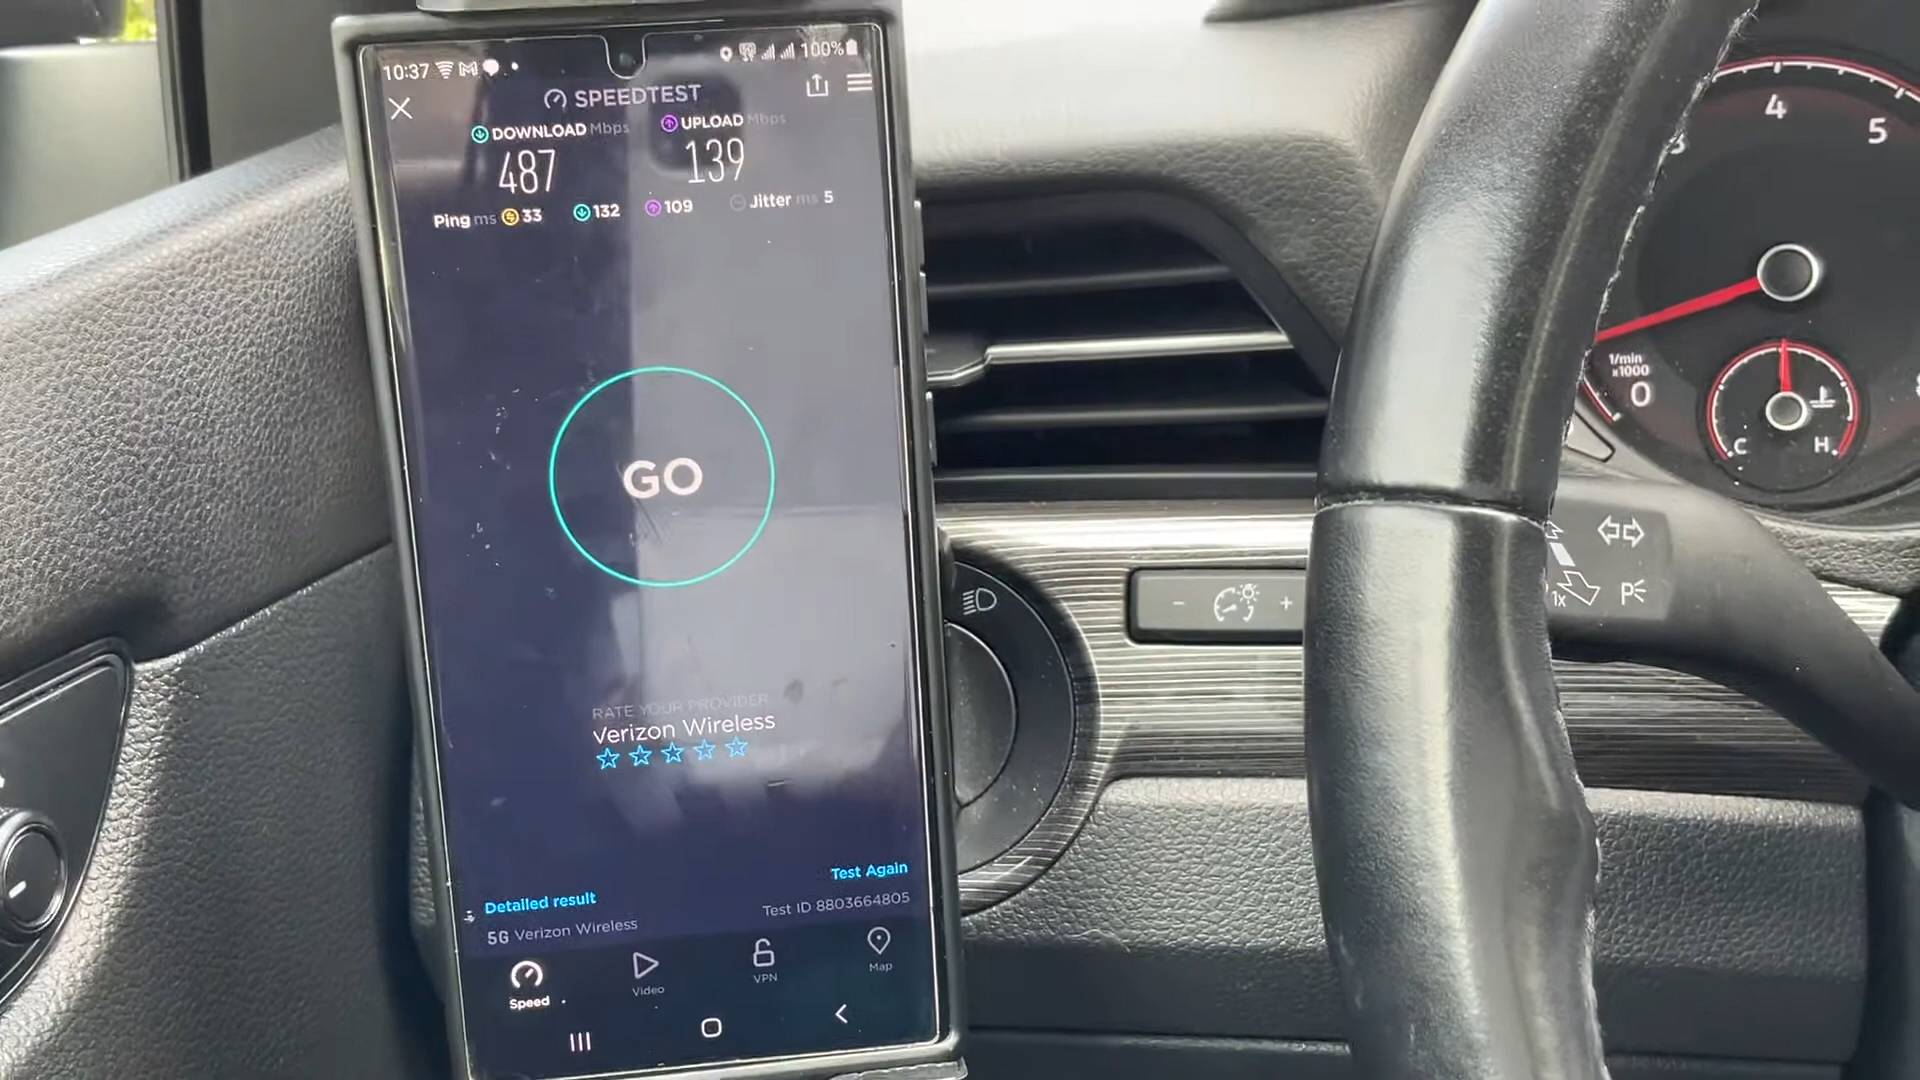 10:37 100%
SPEEDTEST
DOWNLOAD Mbps UPLOAD Mbps
487 139
Ping ms 33 132 109 Jitter ms 5
GO
RATE YOUR PROVIDER
Verizon Wireless
Test Again
Detailed result
Test ID 8803664805
5G Verizon Wireless
Speed Video VPN Map
3 4 5
1/min
x1000
0
C H
- +
1x P
-